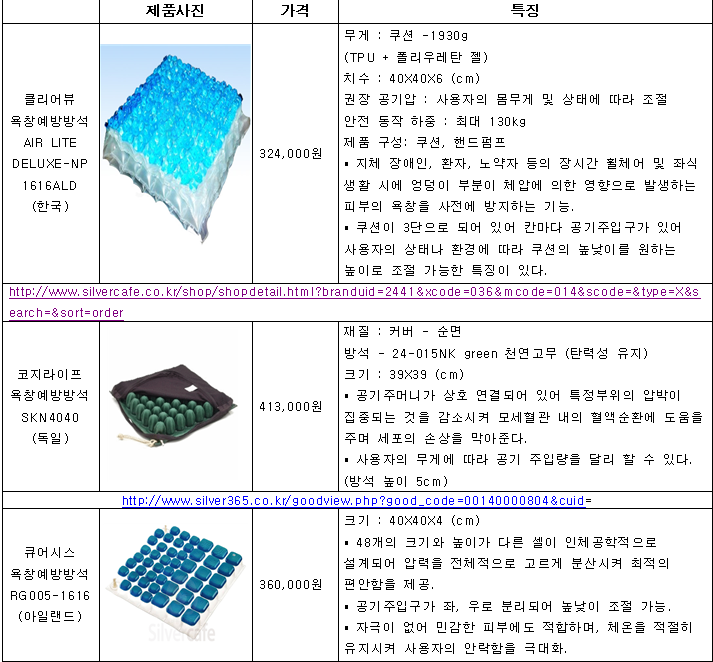 제품사진 가격 특징
클리어뷰
욕창예방방석
AIR LITE
DELUXE-NP
1616ALD
(한국)
324,000원
무게 : 쿠션 -1930g
(TPU + 폴리우레탄 젤)
치수 : 40X40X6 (cm)
권장 공기압 : 사용자의 몸무게 및 상태에 따라 조절
안전 동작 하중 : 최대 130kg
제품 구성: 쿠션, 핸드펌프
▪ 지체 장애인, 환자, 노약자 등의 장시간 휠체어 및 좌식
생활 시에 엉덩이 부분이 체압에 의한 영향으로 발생하는
피부의 욕창을 사전에 방지하는 기능.
▪ 쿠션이 3단으로 되어 있어 칸마다 공기주입구가 있어
사용자의 상태나 환경에 따라 쿠션의 높낮이를 원하는
높이로 조절 가능한 특징이 있다.
http://www.silvercafe.co.kr/shop/shopdetail.html?branduid=2441&xcode=036&mcode=014&scode=&type=X&s
earch=&sort=order
코지라이프
욕창예방방석
SKN4040
(독일)
413,000원
재질 : 커버 - 순면
방석 - 24-015NK green 천연고무 (탄력성 유지)
크기 : 39X39 (cm)
▪ 공기주머니가 상호 연결되어 있어 특정부위의 압박이
집중되는 것을 감소시켜 모세혈관 내의 혈액순환에 도움을
주며 세포의 손상을 막아준다.
▪ 사용자의 무게에 따라 공기 주입량을 달리 할 수 있다.
(방석 높이 5cm)
http://www.silver365.co.kr/goodview.php?good_code=00140000804&cuid=
큐어시스
욕창예방방석
RG005-1616
(아일랜드)
Silvercafe
360,000원
크기 : 40X40X4 (cm)
▪ 48개의 크기와 높이가 다른 셀이 인체공학적으로
설계되어 압력을 전체적으로 고르게 분산시켜 최적의
편안함을 제공.
▪ 공기주입구가 좌, 우로 분리되어 높낮이 조절 가능.
▪ 자극이 없어 민감한 피부에도 적합하며, 체온을 적절히
유지시켜 사용자의 안락함을 극대화.